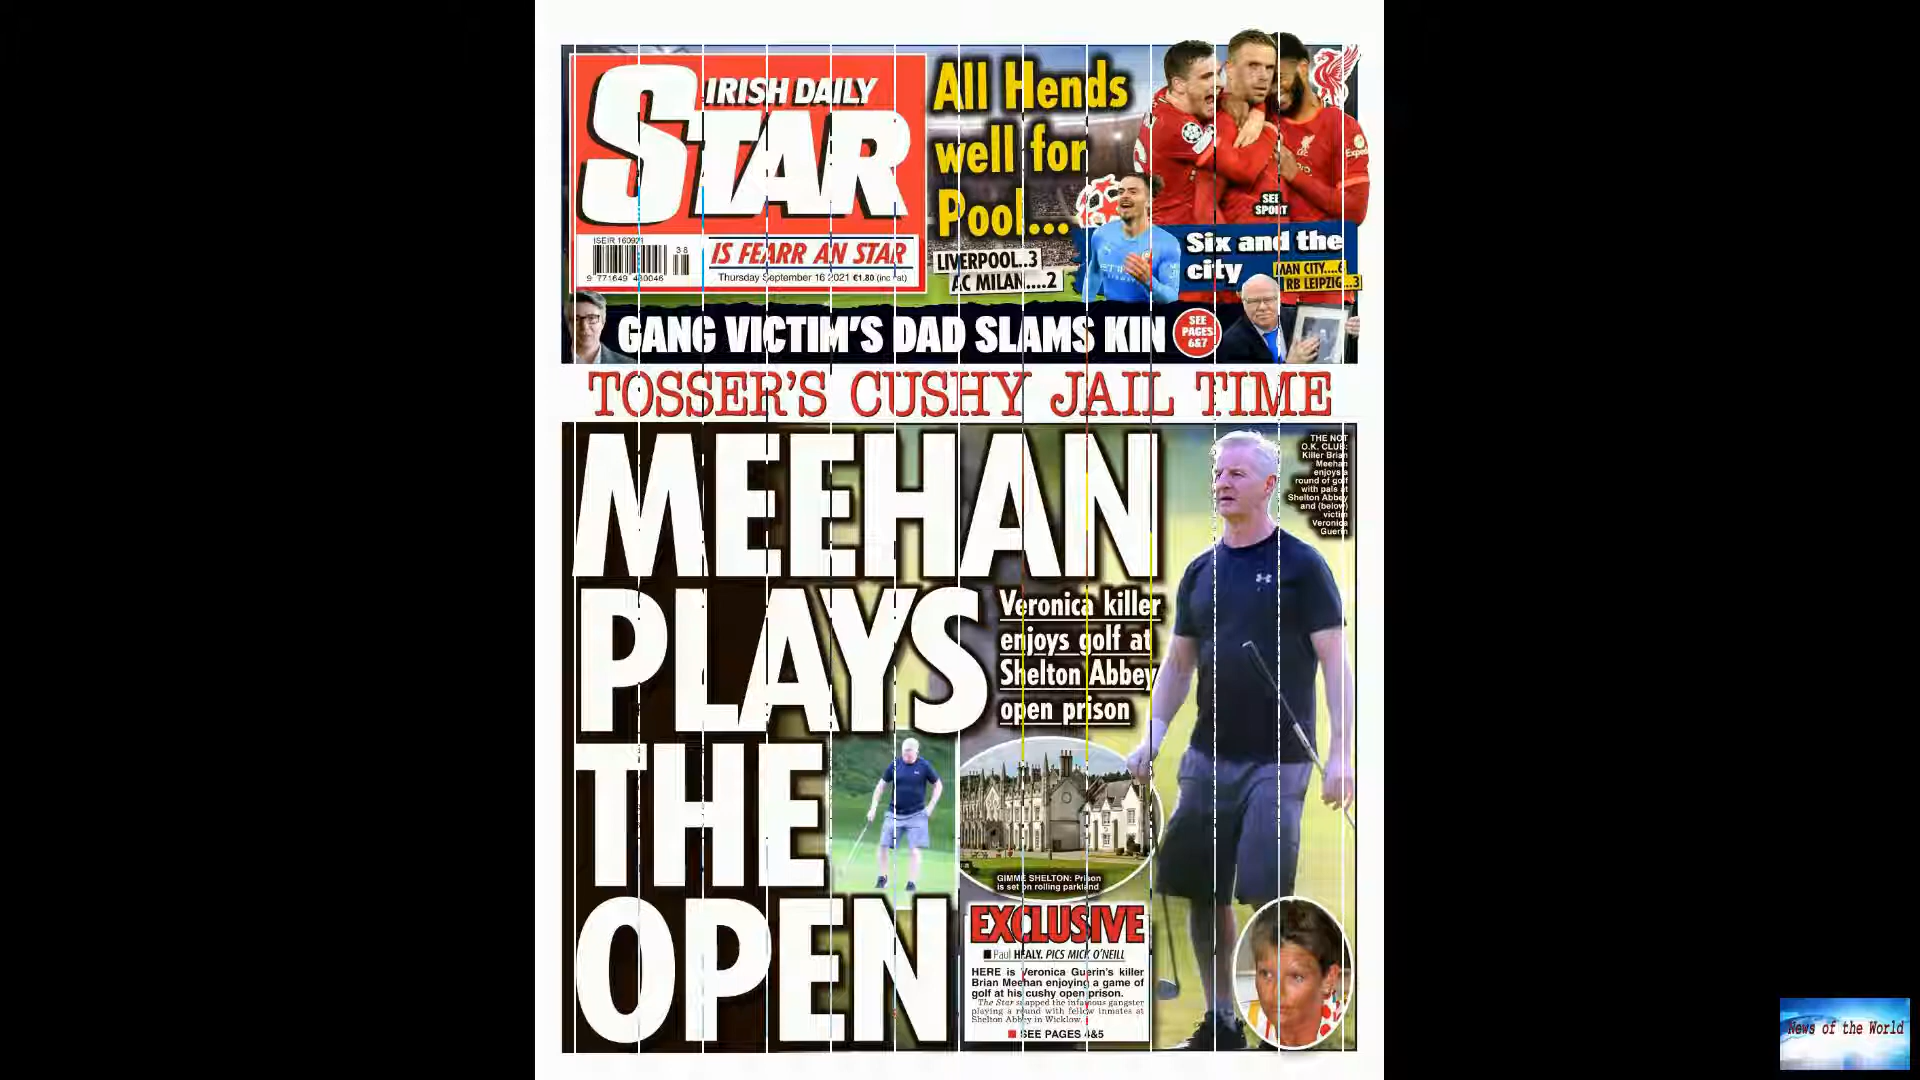 IRISH DAILY
STAR
ISEIR 160921
38
9 771649 430046
IS FEARR AN STAR
Thursday September 16 2021 €1.80 (inc vat)
All Hends
well for
Pool...
LIVERPOOL..3
AC MILAN....2
SEE
SPORT
Six and the
city
MAN CITY....6
RB LEIPZIG...3
GANG VICTIM'S DAD SLAMS KIN
SEE
PAGES
6&7
TOSSER'S CUSHY JAIL TIME
MEEHAN
PLAYS
THE
OPEN
THE NOT
O.K. CLUB:
Killer Brian
Meehan
enjoys a
round of golf
with pals at
Shelton Abbey
and (below)
victim
Veronica
Guerin
Veronica killer
enjoys golf at
Shelton Abbey
open prison
GIMME SHELTON: Prison
is set on rolling parkland
EXCLUSIVE
■ Paul HEALY. PICS MICK O'NEILL
HERE is Veronica Guerin's killer
Brian Meehan enjoying a game of
golf at his cushy open prison.
The Star snapped the infamous gangster
playing a round with fellow inmates at
Shelton Abbey in Wicklow.
■ SEE PAGES 4&5
News of the World